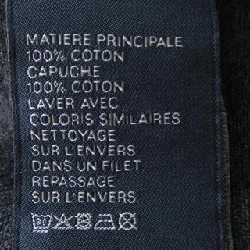 MATIERE PRINCIPALE
100% COTON
CAPUCHE
100% COTON
LAVER AVEC
COLORIS SIMILAIRES
NETTOYAGE
SUR L'ENVERS
DANS UN FILET
REPASSAGE
SUR L'ENVERS